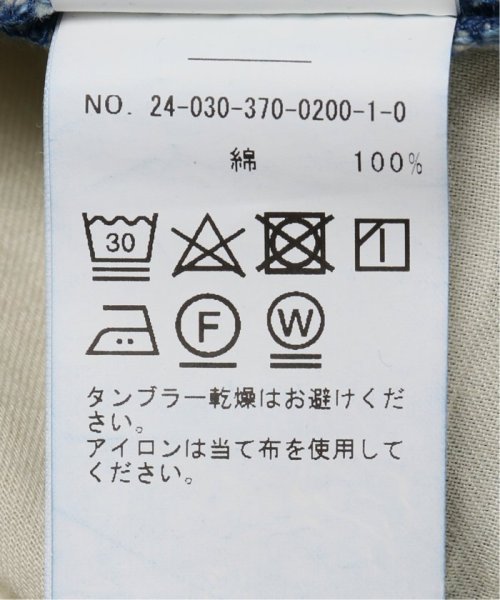 NO. 24-030-370-0200-1-0
綿 100%
30
F W
タンブラー乾燥はお避けくだ
さい。
アイロンは当て布を使用して
ください。